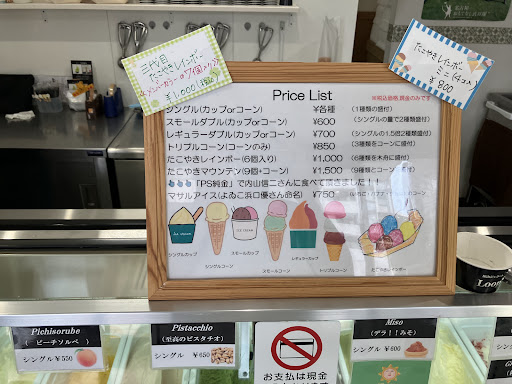 三代目
たこやきレインボー
¥1,000(税込)
たこやきレインボー
ミニ(4コ入)
¥800
Price List
※税込価格,現金のみです
シングル(カップorコーン) ¥各種 (1種類の盛付)
スモールダブル(カップorコーン) ¥600 (シングルの量で2種類盛付)
レギュラーダブル(カップorコーン) ¥700 (シングルの1.5倍2種類盛付)
トリプルコーン(コーンのみ) ¥850 (3種類をコーンに盛付)
たこやきレインボー(6個入り) ¥1,000 (6種類を木舟に盛付)
たこやきマウンテン(9個+コーン) ¥1,500 (9種類とコーン
「PS純金」で内山信二さんに食べて頂きました!!
マサルアイス(よゐこ浜口優さん命名) ¥750
シングルカップ
シングルコーン
スモールカップ
スモールコーン
レギュラーカップ
トリプルコーン
たこやきレインボー
Pichisorube
(ピーチソルベ)
シングル ¥550
Pistacchio
(至高のピスタチオ)
シングル ¥650
お支払は現金
Miso
(デラ!!みそ)
シングル ¥600